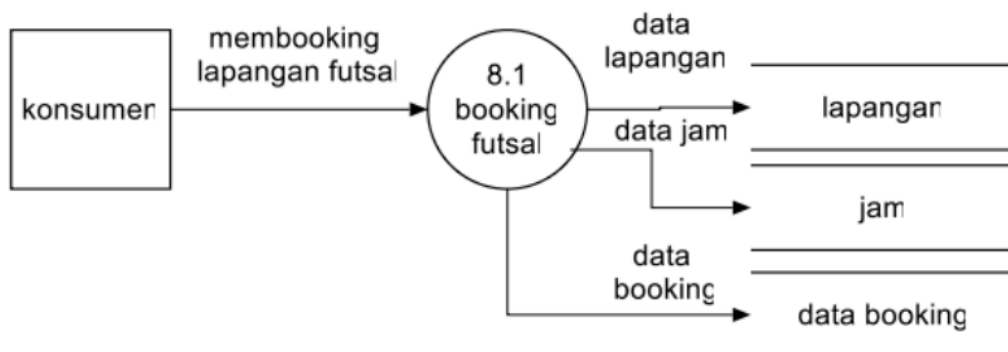 konsumen
membooking
lapangan futsal
8.1
booking
futsal
data
lapangan
lapangan
data jam
jam
data
booking
data booking